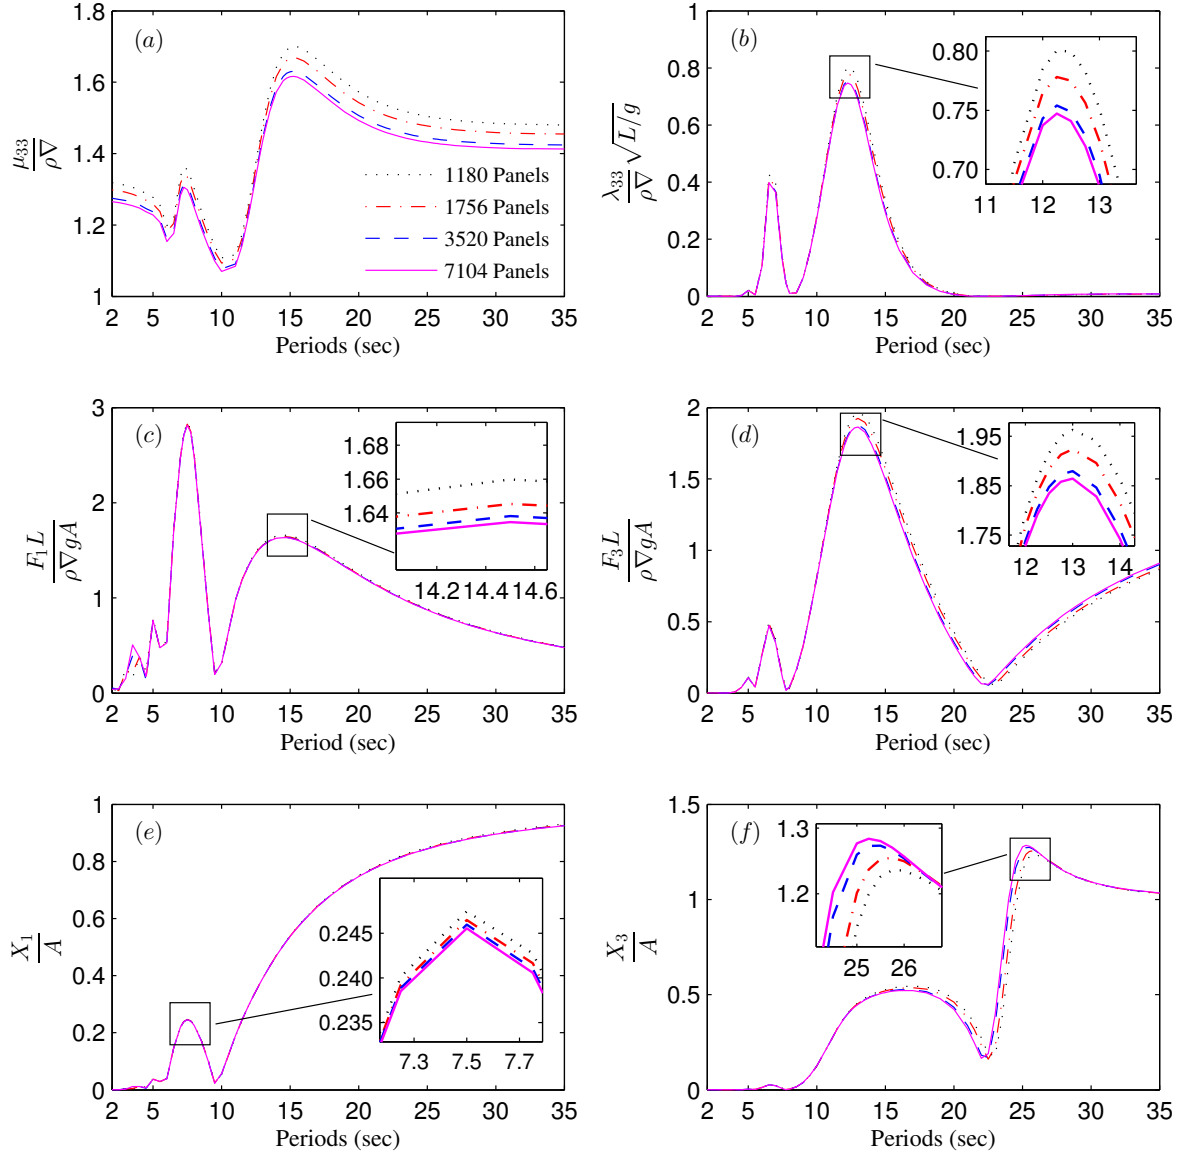 (a)
1.8
1.6
1.4
1.2
1
μ33/ρ∇
1180 Panels
1756 Panels
3520 Panels
7104 Panels
2 5 10 15 20 25 30 35
Periods (sec)
(b)
1
0.8
0.6
0.4
0.2
0
λ33/ρ∇ √L/g
0.80
0.75
0.70
11 12 13
2 5 10 15 20 25 30 35
Period (sec)
(c)
3
2
1
0
F1L/ρ∇gA
1.68
1.66
1.64
14.2 14.4 14.6
2 5 10 15 20 25 30 35
Period (sec)
(d)
2
1.5
1
0.5
0
F3L/ρ∇gA
1.95
1.85
1.75
12 13 14
2 5 10 15 20 25 30 35
Period (sec)
(e)
1
0.8
0.6
0.4
0.2
0
X1/A
0.245
0.240
0.235
7.3 7.5 7.7
2 5 10 15 20 25 30 35
Periods (sec)
(f)
1.5
1
0.5
0
X3/A
1.3
1.2
25 26
2 5 10 15 20 25 30 35
Periods (sec)